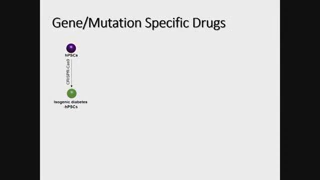 Gene/Mutation Specific Drugs
hPSCs
CRISPR-Cas9
Isogenic diabetes
hPSCs